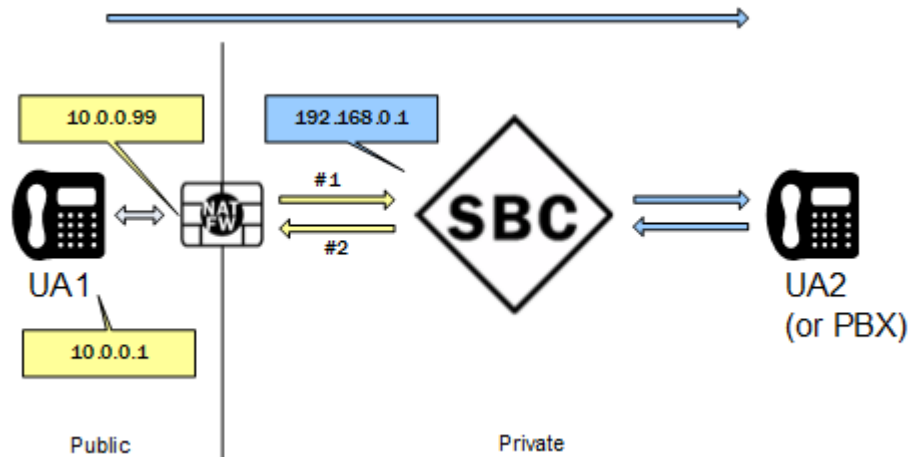 10.0.0.99
192.168.0.1
#1
NAT
FW
SBC
#2
UA1
UA2
(or PBX)
10.0.0.1
Public
Private